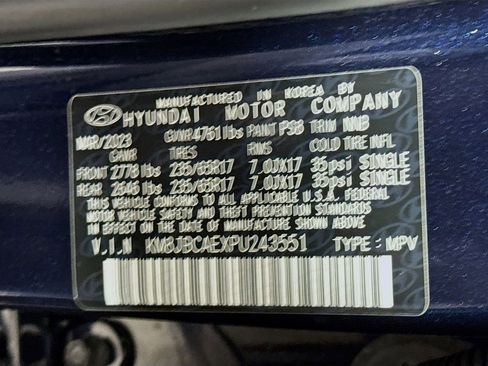 MANUFACTURED IN KOREA BY
HYUNDAI MOTOR COMPANY
MAR/2023 GVWR 4761 lbs PAINT PS8 TRIM NNB
GAWR TIRES RIMS COLD TIRE INFL
FRONT 2778 lbs 235/65R17 7.0JX17 35psi SINGLE
REAR 2646 lbs 235/65R17 7.0JX17 35psi SINGLE
THIS VEHICLE CONFORMS TO ALL APPLICABLE U.S.A. FEDERAL
MOTOR VEHICLE SAFETY AND THEFT PREVENTION STANDARDS
IN EFFECT ON THE DATE OF MANUFACTURE SHOWN ABOVE.
V.I.N KM8JBCAEXPU243551 TYPE : MPV